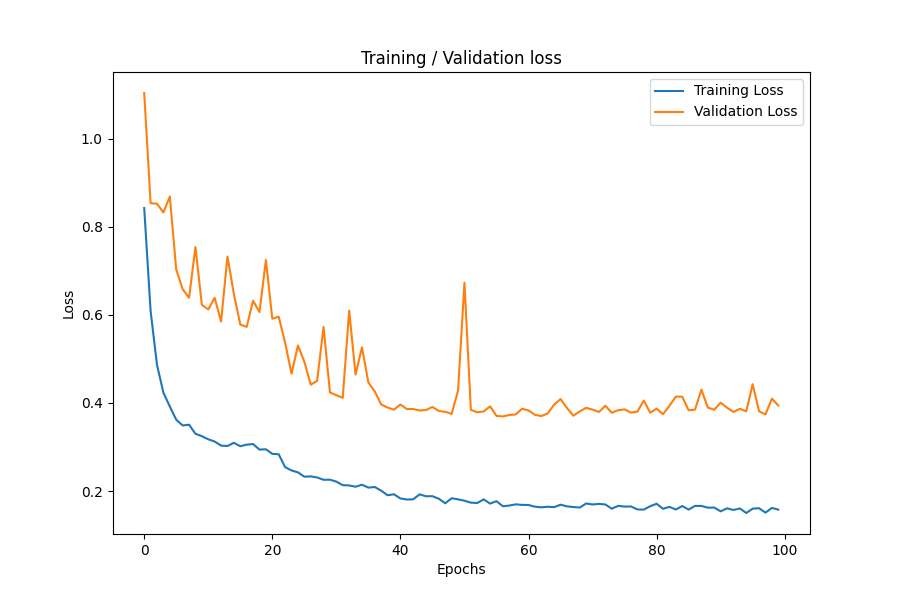 Training / Validation loss
Training Loss
Validation Loss
1.0
0.8
0.6
0.4
0.2
Loss
0 20 40 60 80 100
Epochs